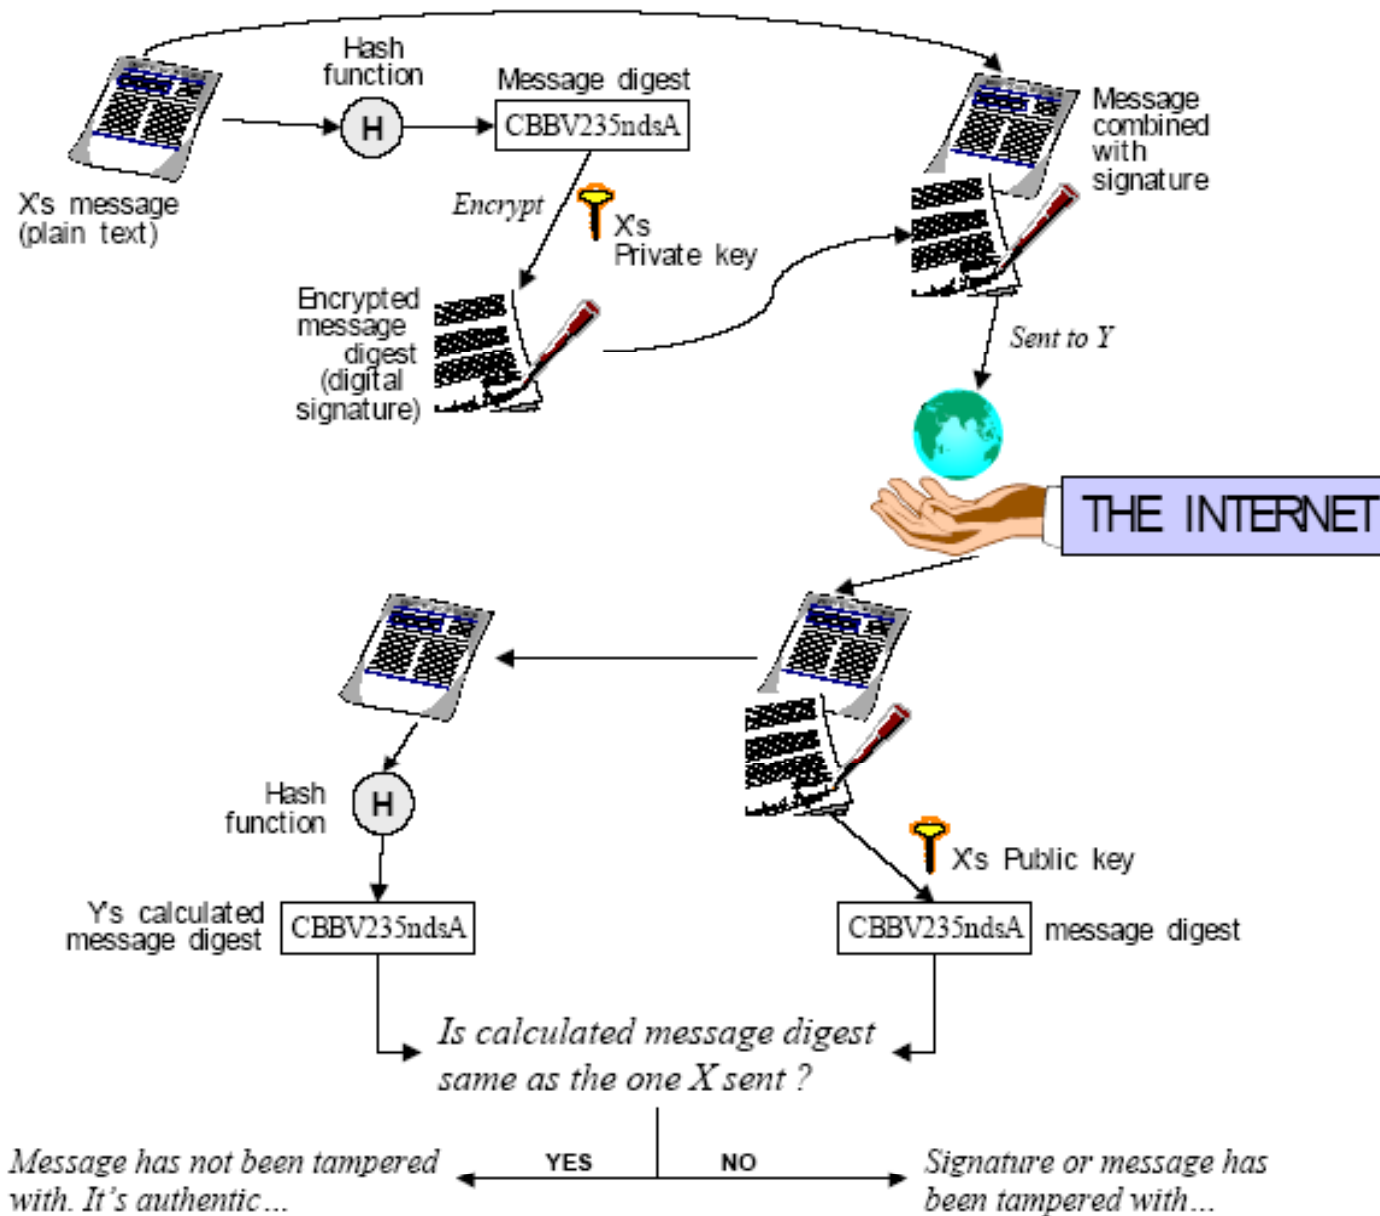 Hash
function
Message digest
H
CBBV235ndsA
Message
combined
with
signature
X's message
(plain text)
Encrypt
X's
Private key
Encrypted
message
digest
(digital
signature)
Sent to Y
THE INTERNET
Hash
function
H
X's Public key
Y's calculated
message digest
CBBV235ndsA
CBBV235ndsA
message digest
Is calculated message digest
same as the one X sent ?
YES
NO
Message has not been tampered
with. It's authentic...
Signature or message has
been tampered with...